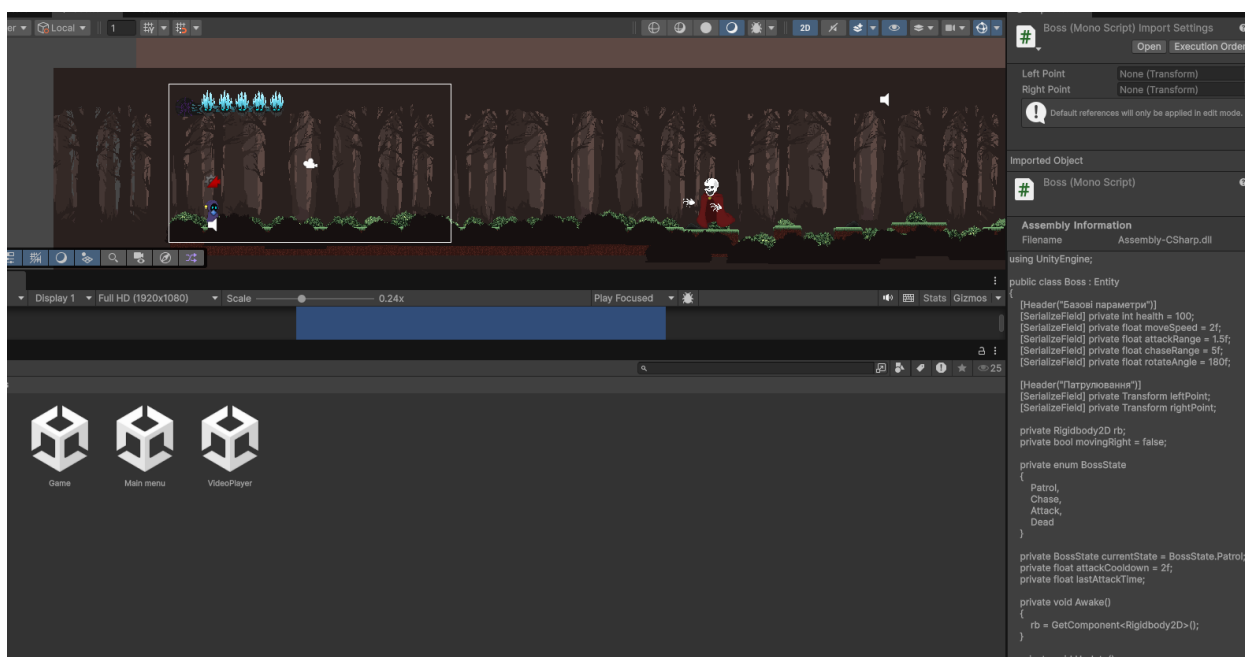 er Local 1 2D
Display 1 Full HD (1920x1080) Scale 0.24x Play Focused Stats Gizmos
25
Game Main menu VideoPlayer
Boss (Mono Script) Import Settings
Open Execution Order
Left Point None (Transform)
Right Point None (Transform)
Default references will only be applied in edit mode.
Imported Object
# Boss (Mono Script)
Assembly Information
Filename Assembly-CSharp.dll
using UnityEngine;
public class Boss : Entity
{
[Header("Базові параметри")]
[SerializeField] private int health = 100;
[SerializeField] private float moveSpeed = 2f;
[SerializeField] private float attackRange = 1.5f;
[SerializeField] private float chaseRange = 5f;
[SerializeField] private float rotateAngle = 180f;
[Header("Патрулювання")]
[SerializeField] private Transform leftPoint;
[SerializeField] private Transform rightPoint;
private Rigidbody2D rb;
private bool movingRight = false;
private enum BossState
{
Patrol,
Chase,
Attack,
Dead
}
private BossState currentState = BossState.Patrol;
private float attackCooldown = 2f;
private float lastAttackTime;
private void Awake()
{
rb = GetComponent<Rigidbody2D>();
}